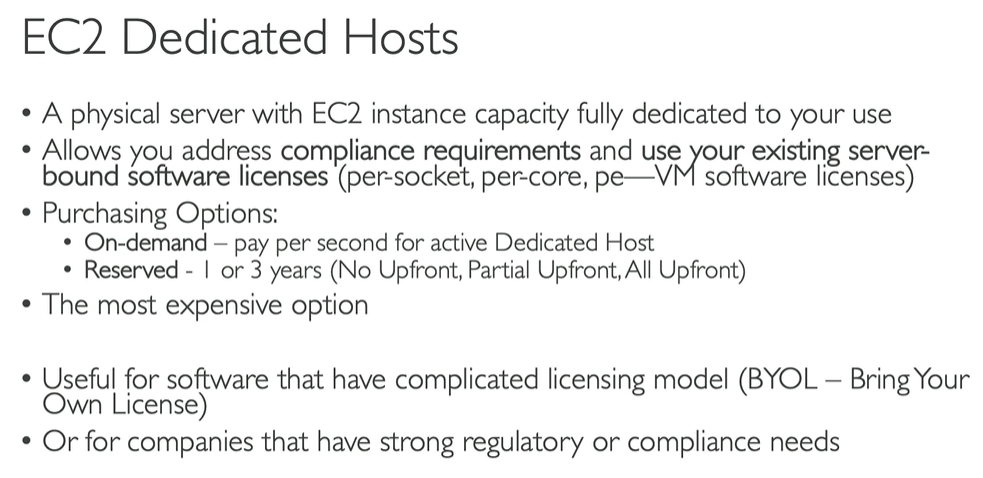 EC2 Dedicated Hosts
• A physical server with EC2 instance capacity fully dedicated to your use
• Allows you address compliance requirements and use your existing server-
bound software licenses (per-socket, per-core, pe—VM software licenses)
• Purchasing Options:
• On-demand – pay per second for active Dedicated Host
• Reserved - 1 or 3 years (No Upfront, Partial Upfront, All Upfront)
• The most expensive option
• Useful for software that have complicated licensing model (BYOL – Bring Your
Own License)
• Or for companies that have strong regulatory or compliance needs